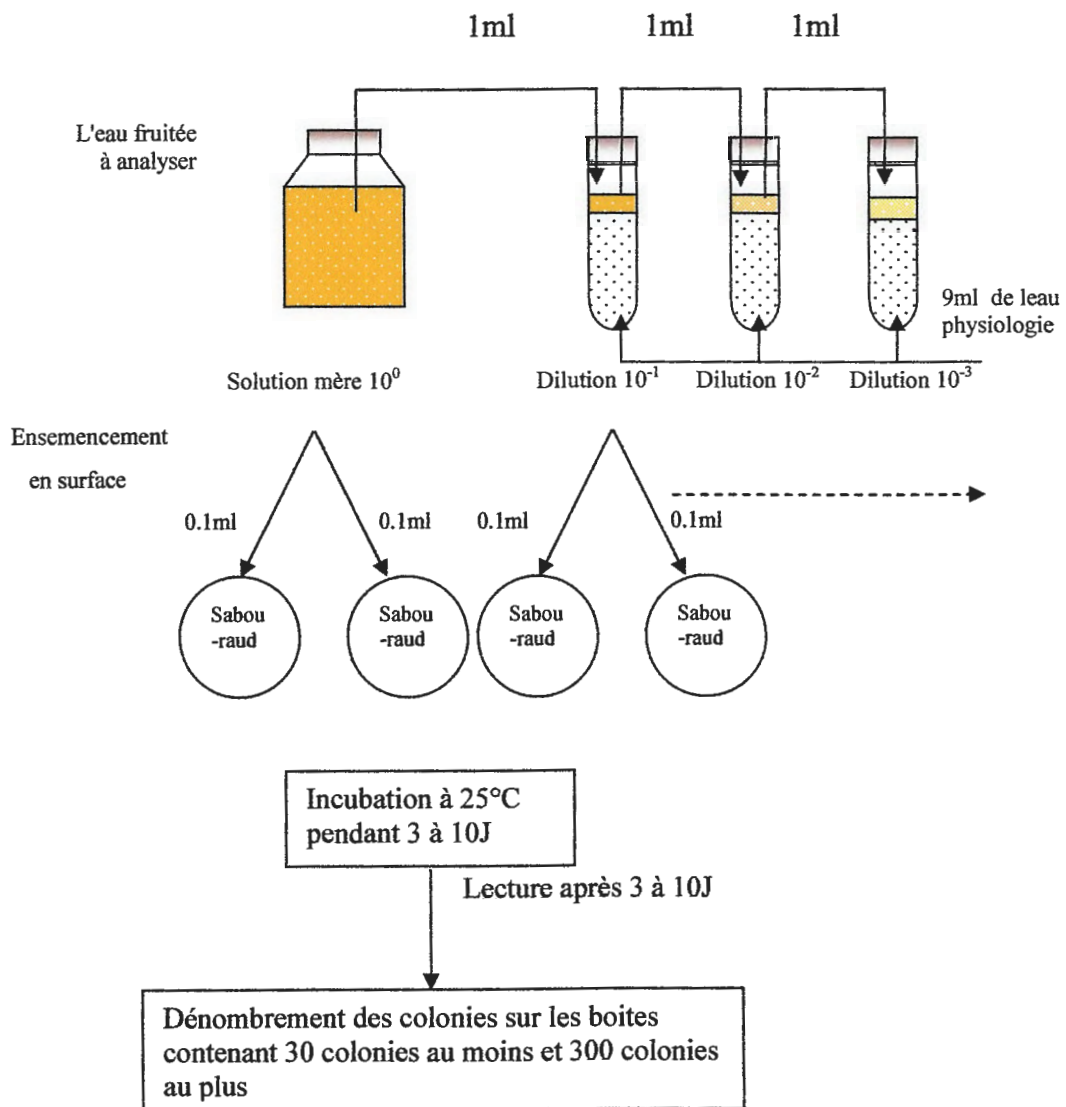 1ml 1ml 1ml
L'eau fruitée
à analyser
9ml de leau
physiologie
Solution mère 10⁰ Dilution 10⁻¹ Dilution 10⁻² Dilution 10⁻³
Ensemencement
en surface
0.1ml 0.1ml 0.1ml 0.1ml
Sabou
-raud
Sabou
-raud
Sabou
-raud
Sabou
-raud
Incubation à 25°C
pendant 3 à 10J
Lecture après 3 à 10J
Dénombrement des colonies sur les boites
contenant 30 colonies au moins et 300 colonies
au plus